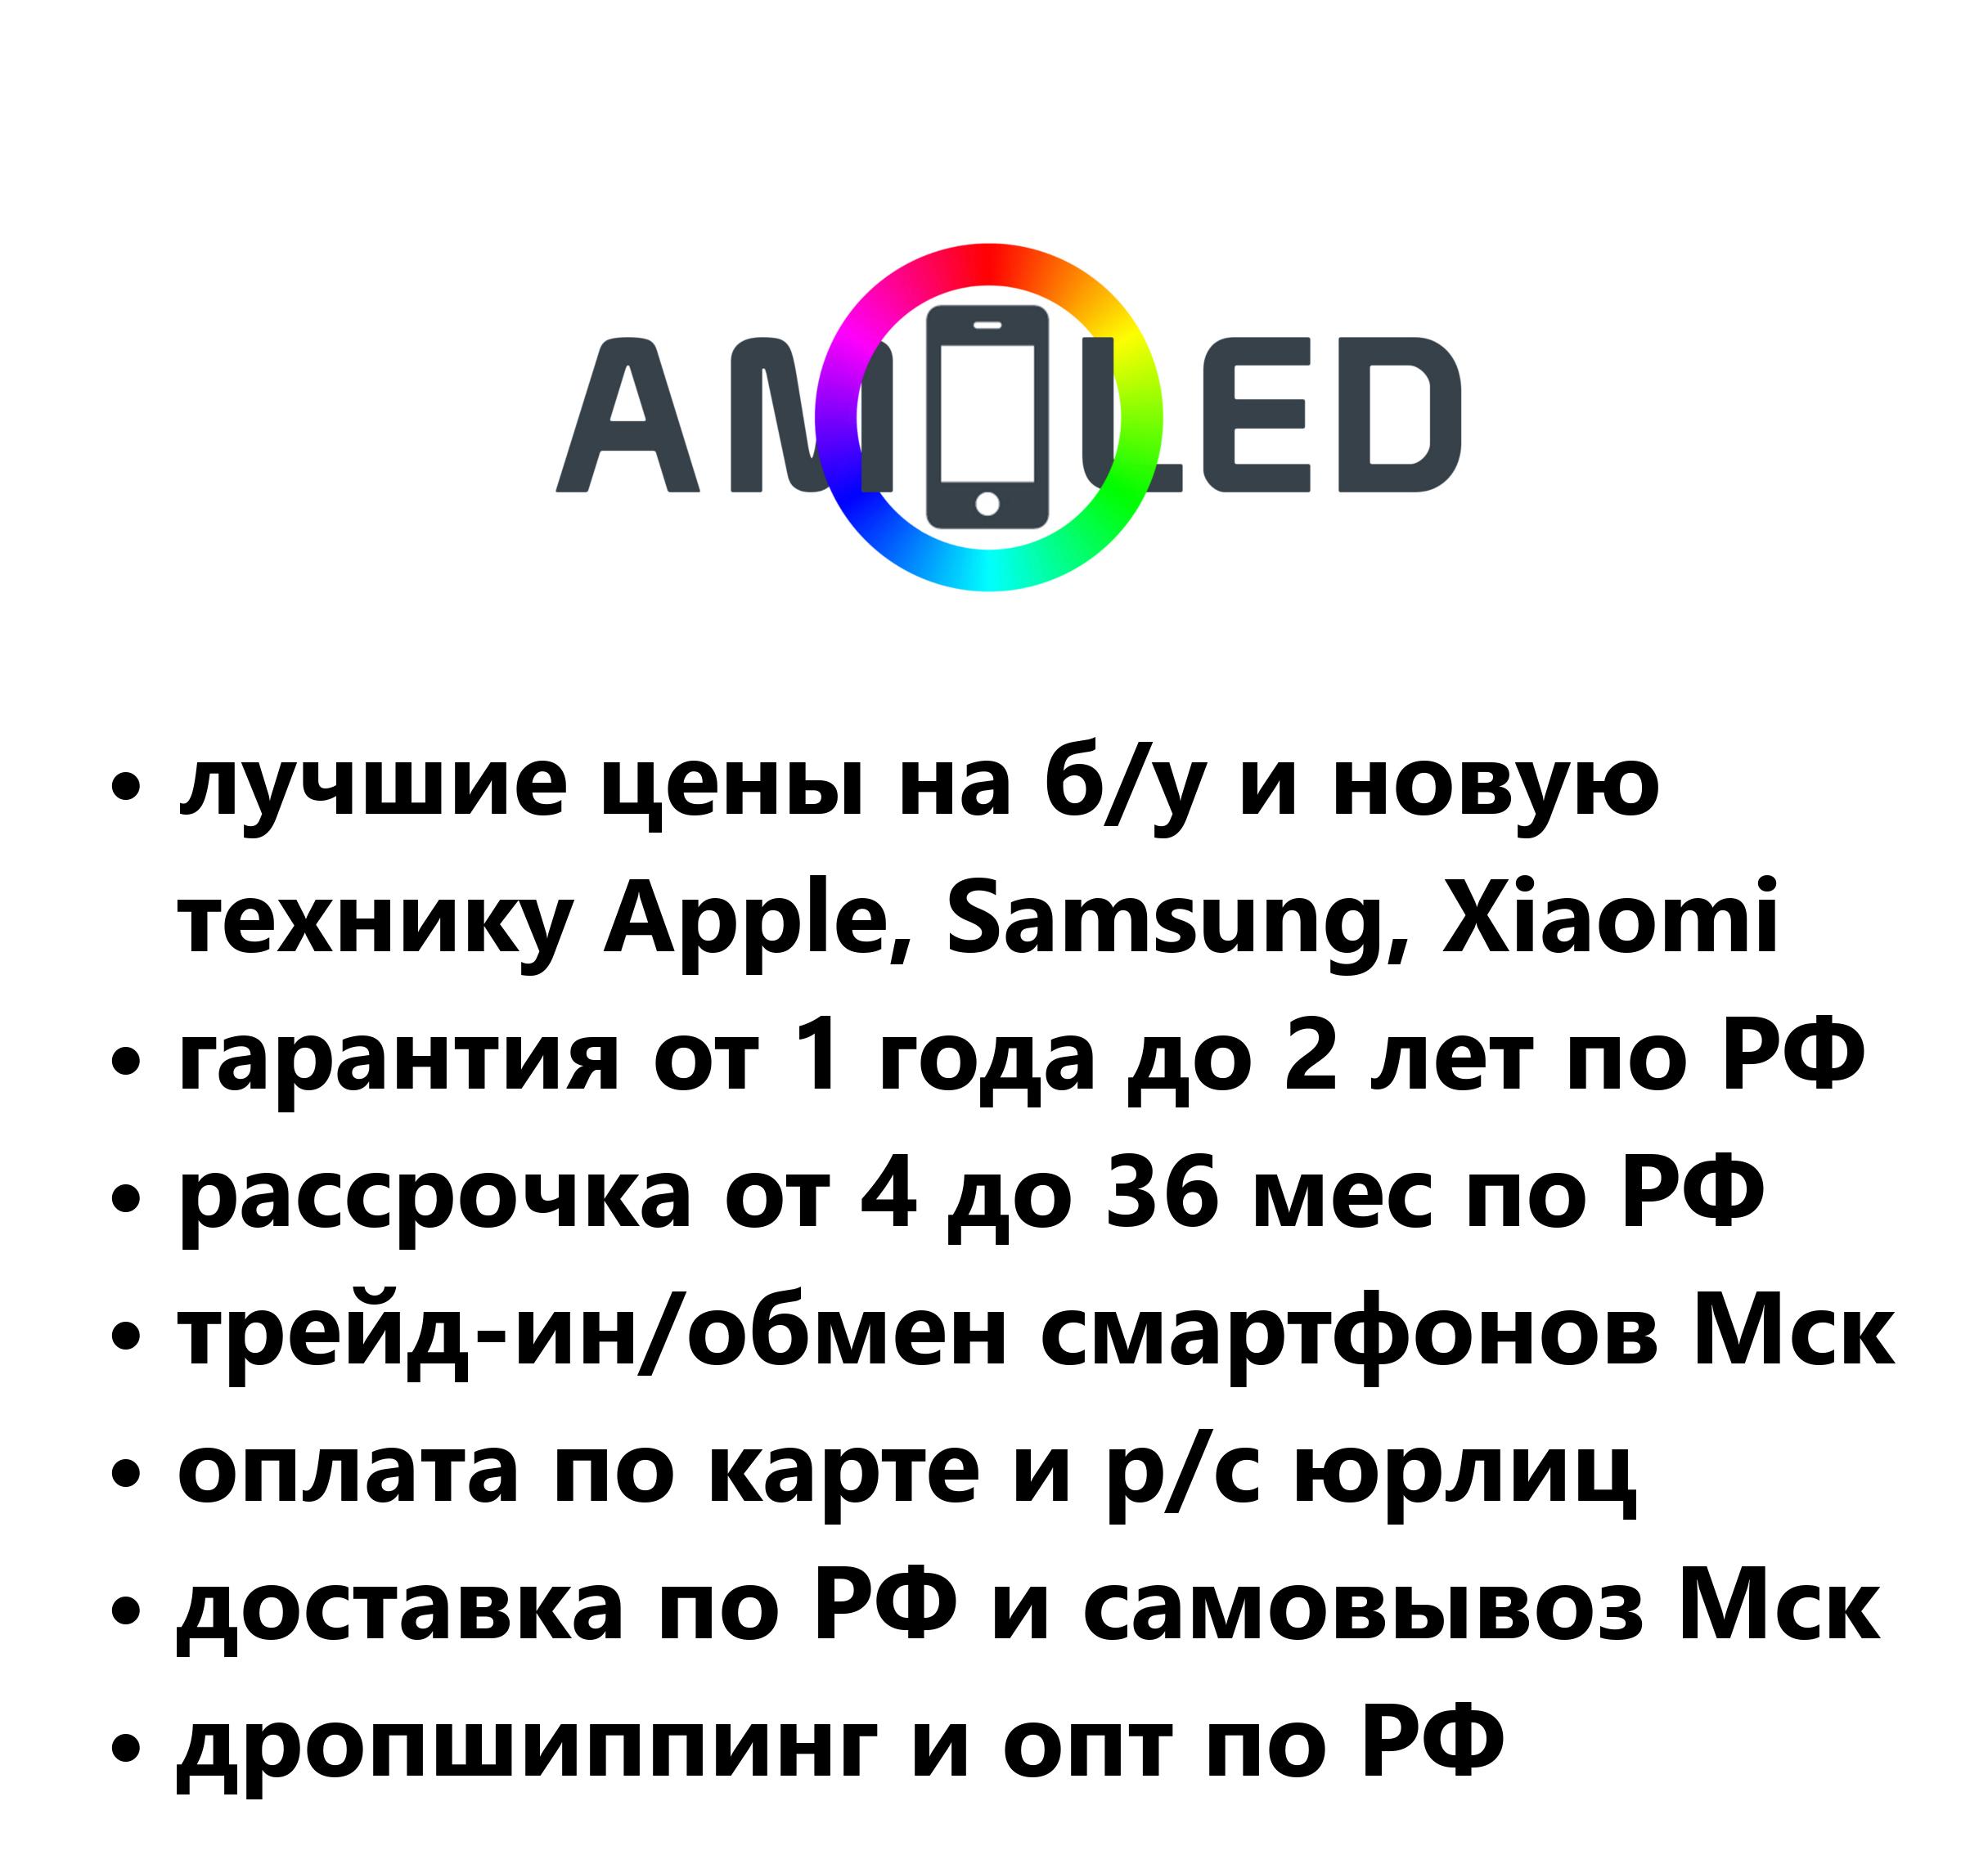 AMOLED
• лучшие цены на б/у и новую
технику Apple, Samsung, Xiaomi
• гарантия от 1 года до 2 лет по РФ
• рассрочка от 4 до 36 мес по РФ
• трейд-ин/обмен смартфонов Мск
• оплата по карте и р/с юрлиц
• доставка по РФ и самовывоз Мск
• дропшиппинг и опт по РФ